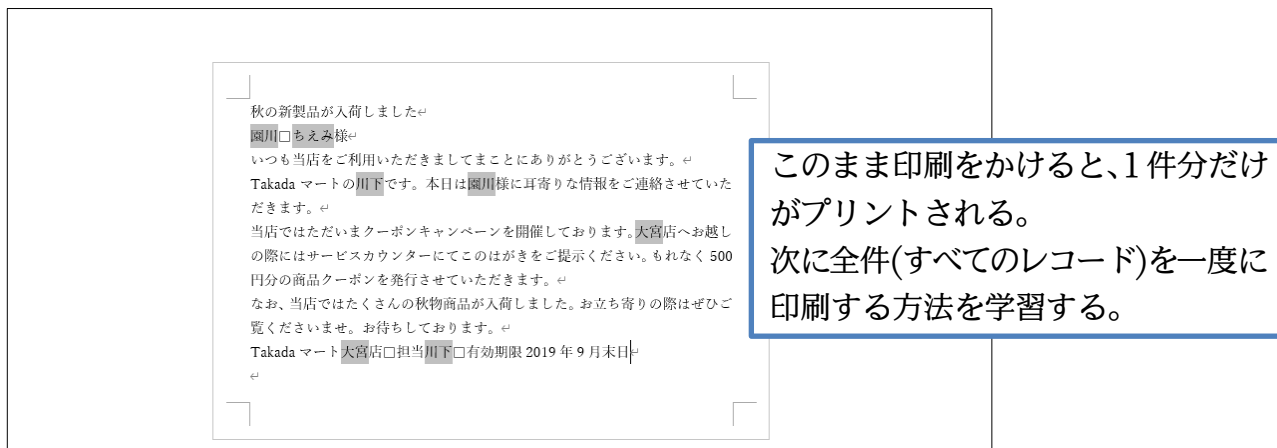 秋の新製品が入荷しました↵
園川□ちえみ様↵
いつも当店をご利用いただきましてまことにありがとうございます。↵
Takada マートの川下です。本日は園川様に耳寄りな情報をご連絡させていた
だきます。↵
当店ではただいまクーポンキャンペーンを開催しております。大宮店へお越し
の際にはサービスカウンターにてこのはがきをご提示ください。もれなく 500
円分の商品クーポンを発行させていただきます。↵
なお、当店ではたくさんの秋物商品が入荷しました。お立ち寄りの際はぜひご
覧くださいませ。お待ちしております。↵
Takada マート大宮店□担当川下□有効期限 2019 年 9 月末日↵
↵
このまま印刷をかけると、1 件分だけ
がプリントされる。
次に全件(すべてのレコード)を一度に
印刷する方法を学習する。